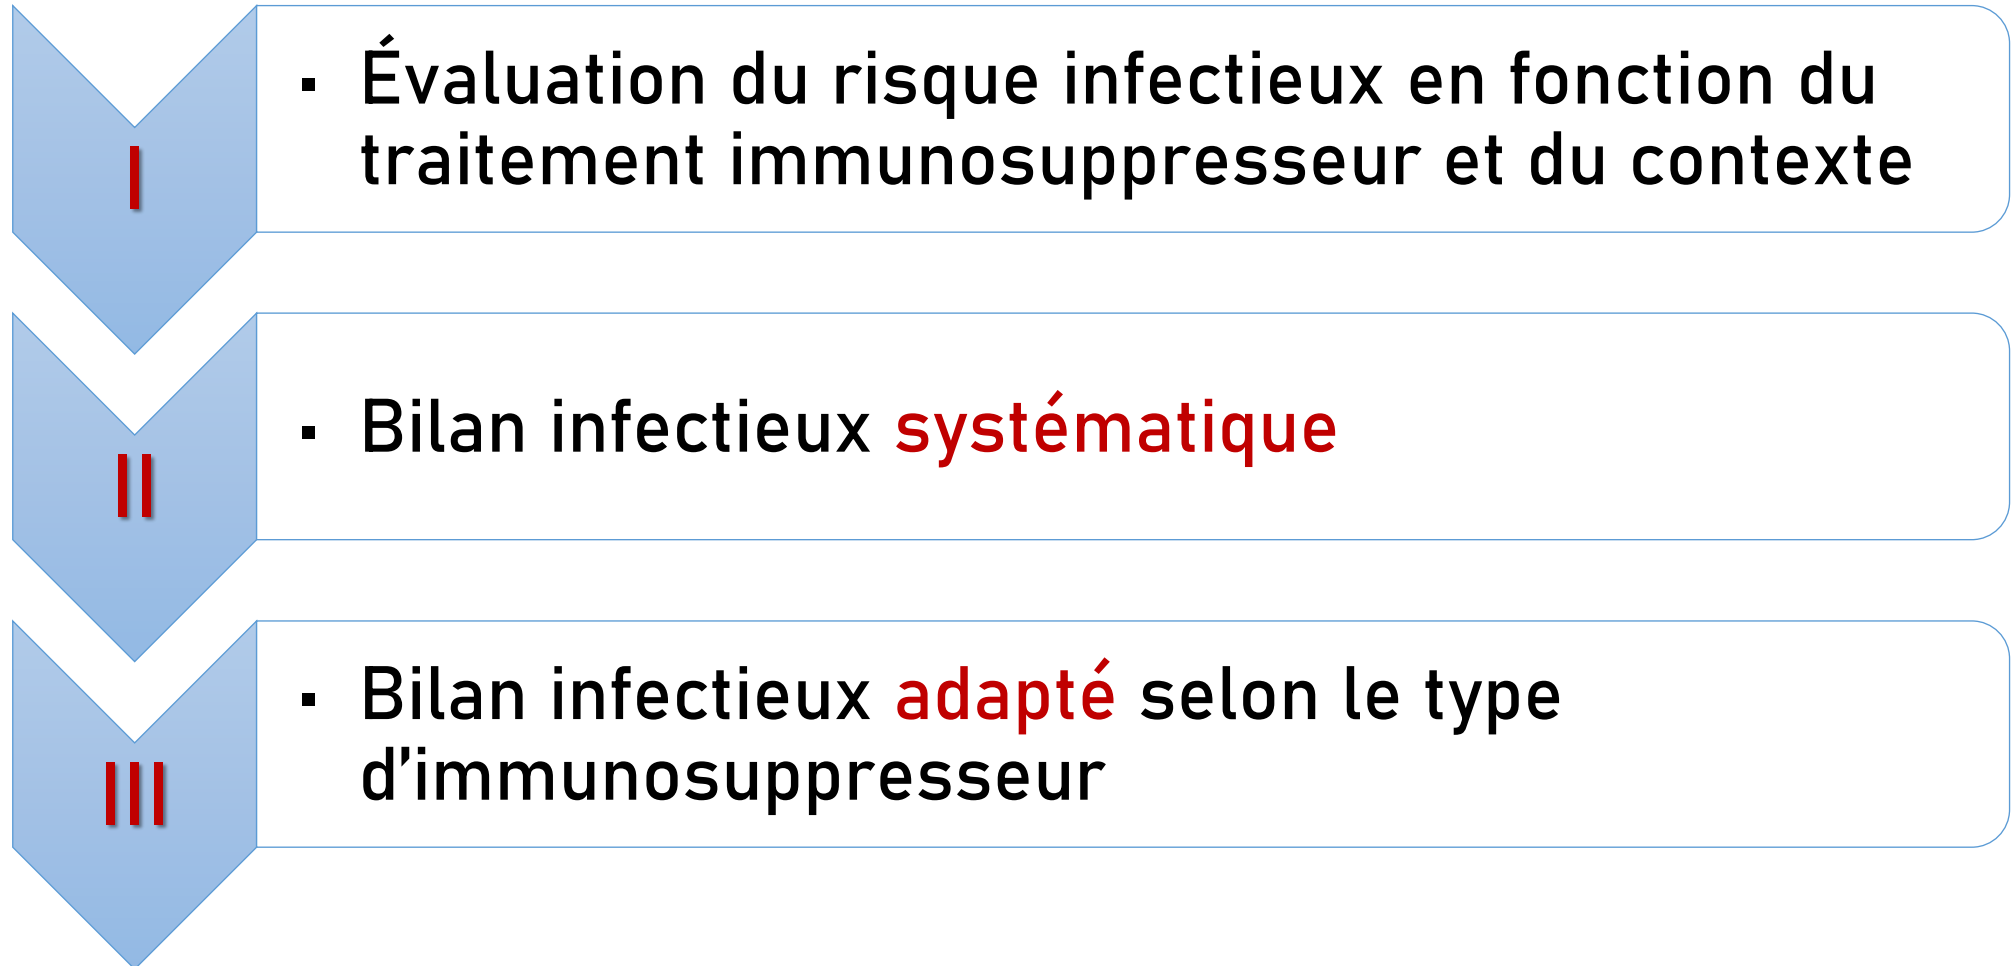 I
▪ Évaluation du risque infectieux en fonction du
traitement immunosuppresseur et du contexte
II
▪ Bilan infectieux systématique
III
▪ Bilan infectieux adapté selon le type
d’immunosuppresseur